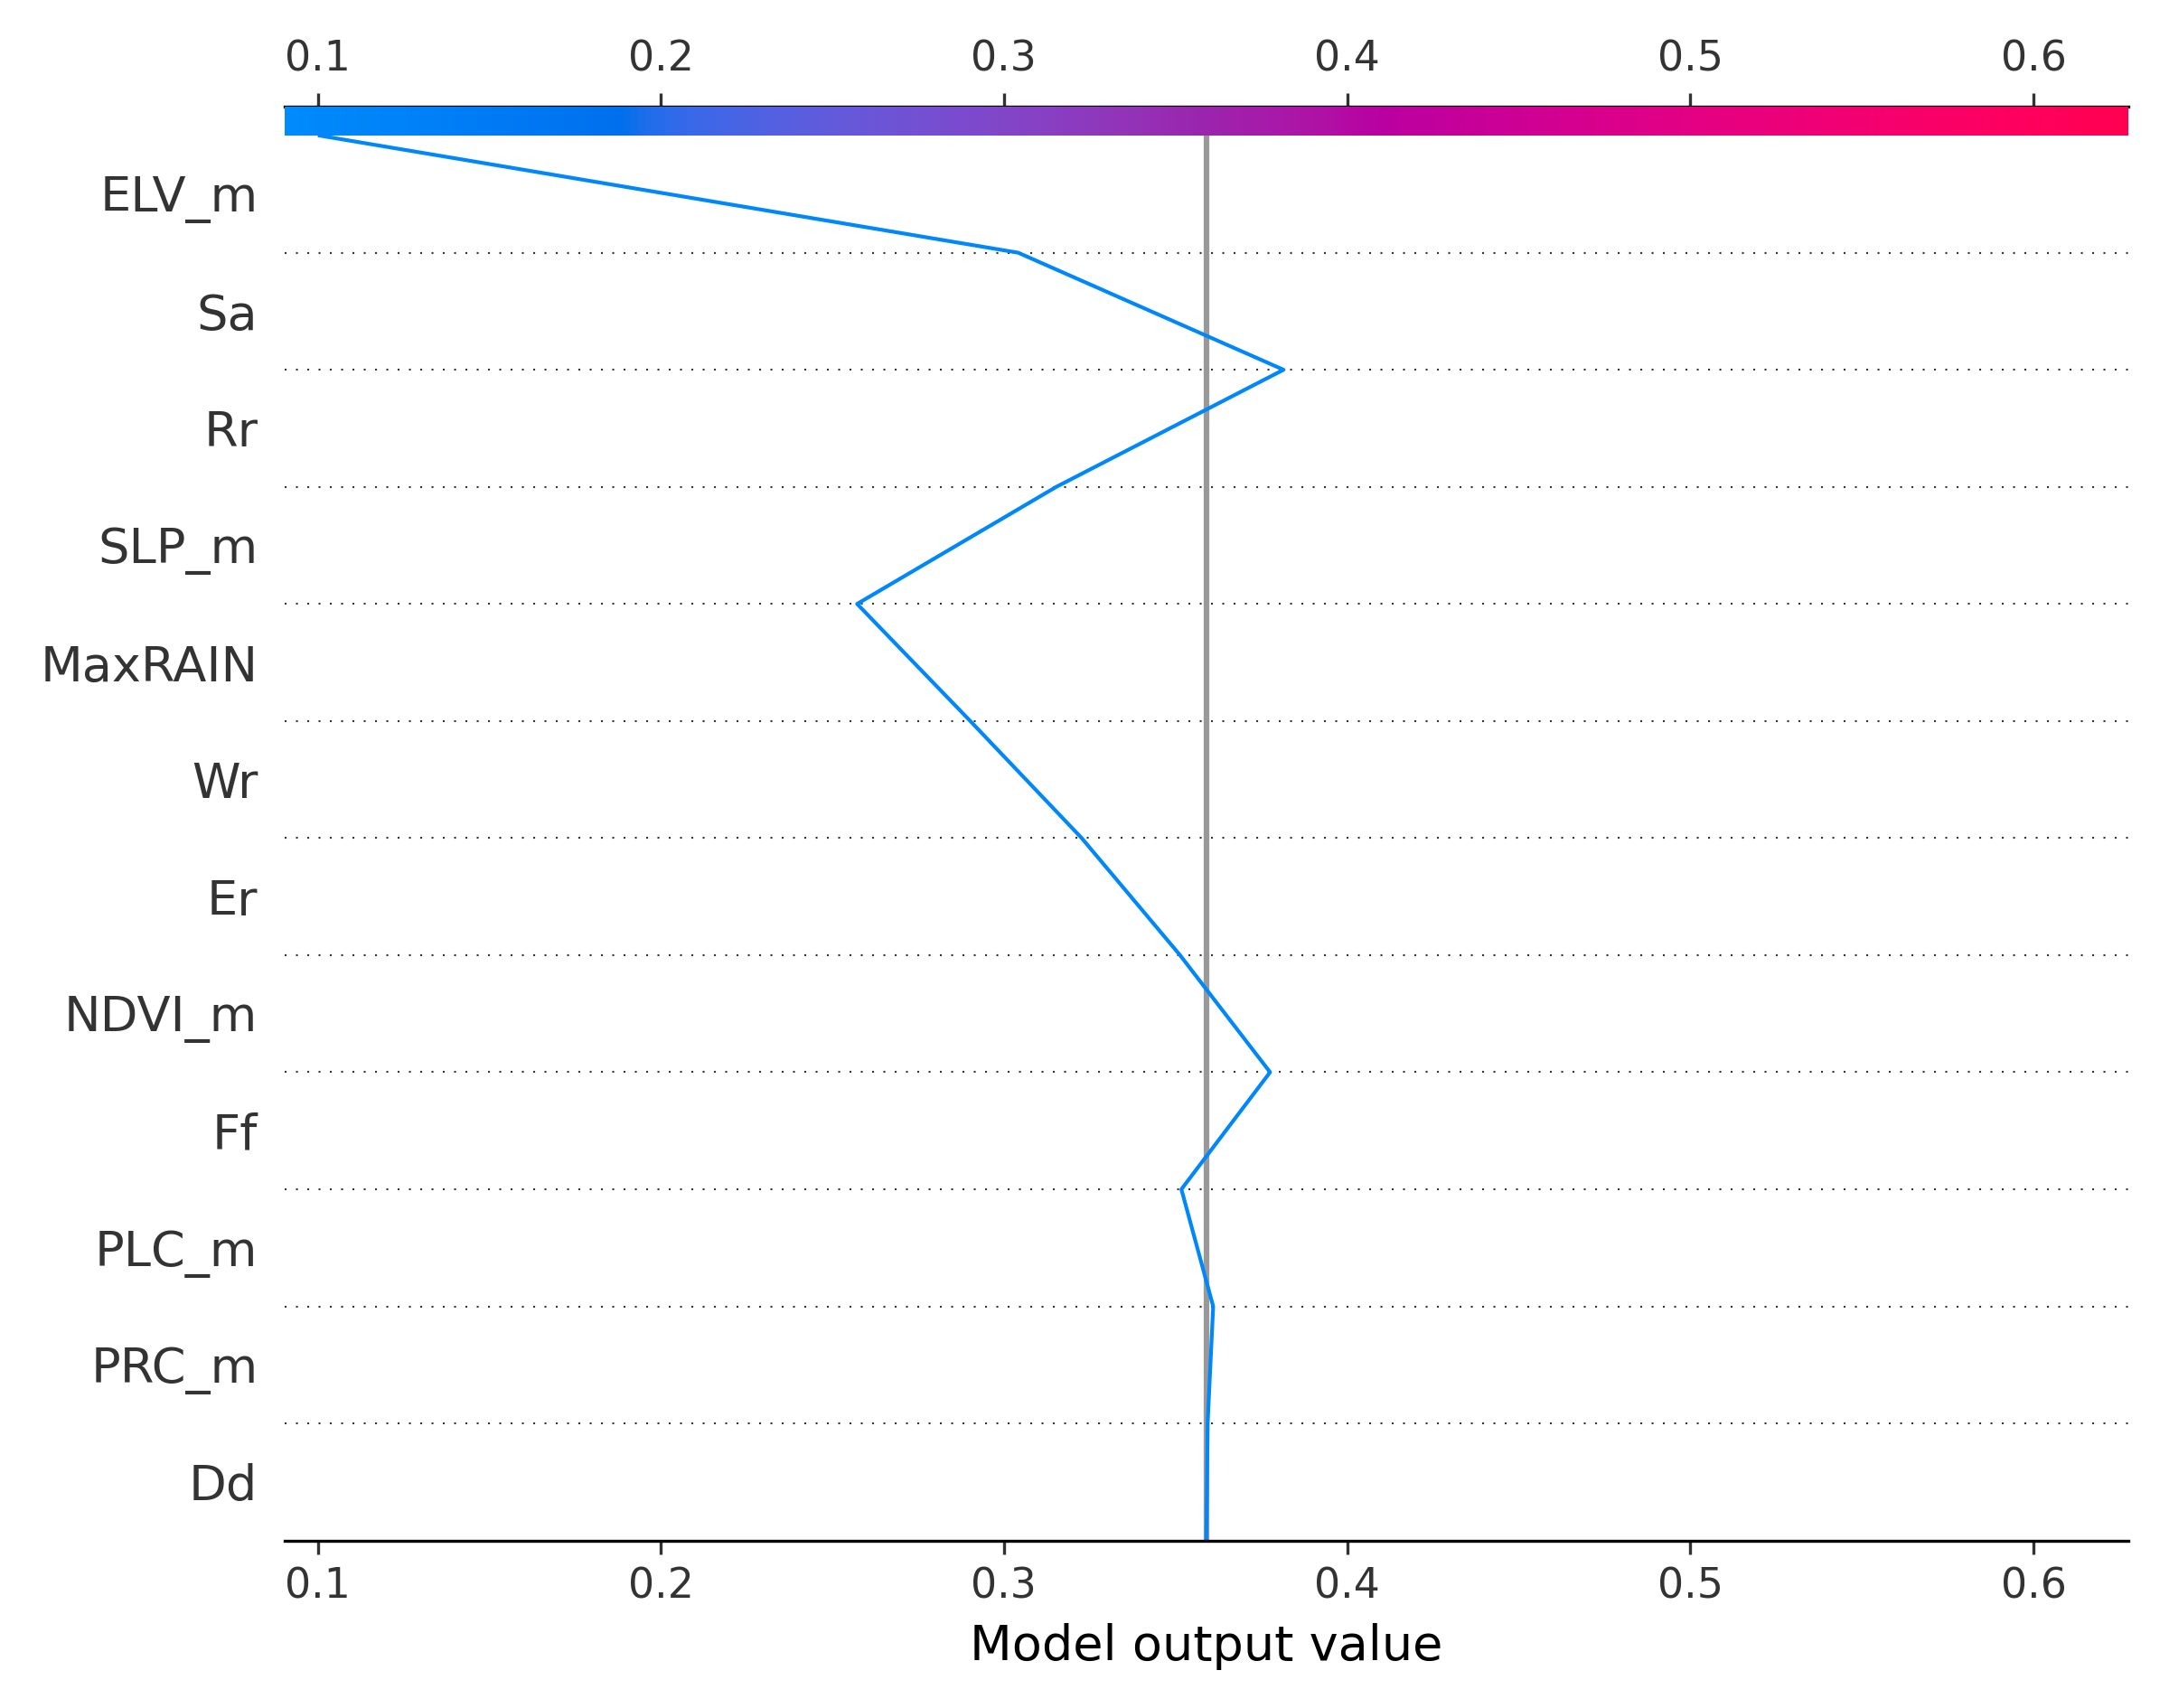 0.1 0.2 0.3 0.4 0.5 0.6
ELV_m
Sa
Rr
SLP_m
MaxRAIN
Wr
Er
NDVI_m
Ff
PLC_m
PRC_m
Dd
0.1 0.2 0.3 0.4 0.5 0.6
Model output value